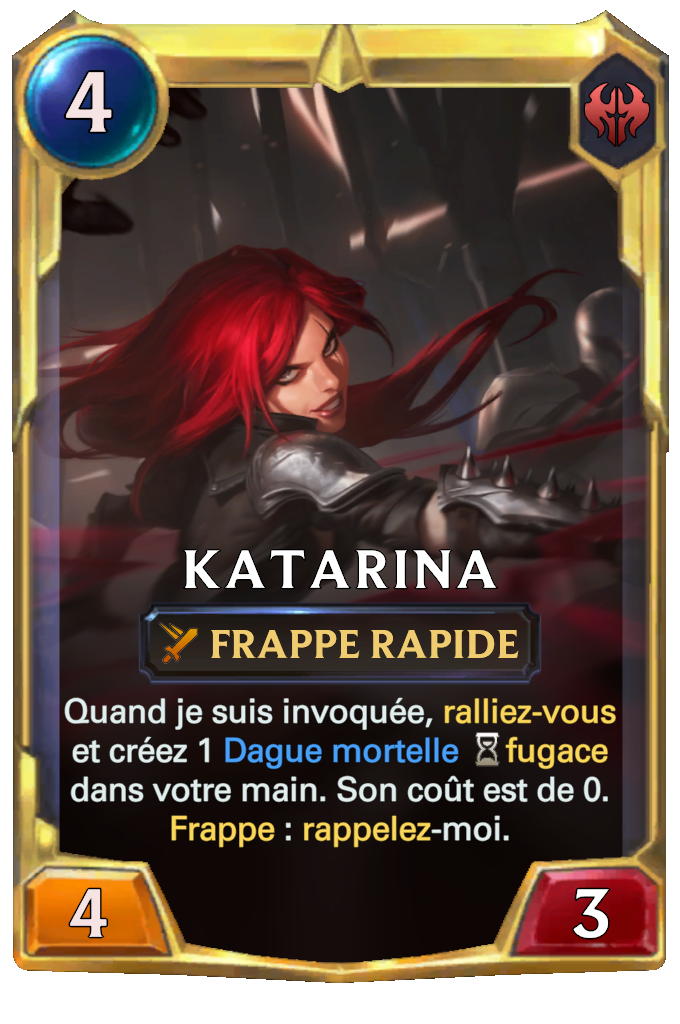 4
KATARINA
FRAPPE RAPIDE
Quand je suis invoquée, ralliez-vous
et créez 1 Dague mortelle fugace
dans votre main. Son coût est de 0.
Frappe : rappelez-moi.
4
3